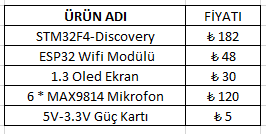 ÜRÜN ADI FİYATI
STM32F4-Discovery ₺ 182
ESP32 Wifi Modülü ₺ 48
1.3 Oled Ekran ₺ 30
6 * MAX9814 Mikrofon ₺ 120
5V-3.3V Güç Kartı ₺ 5